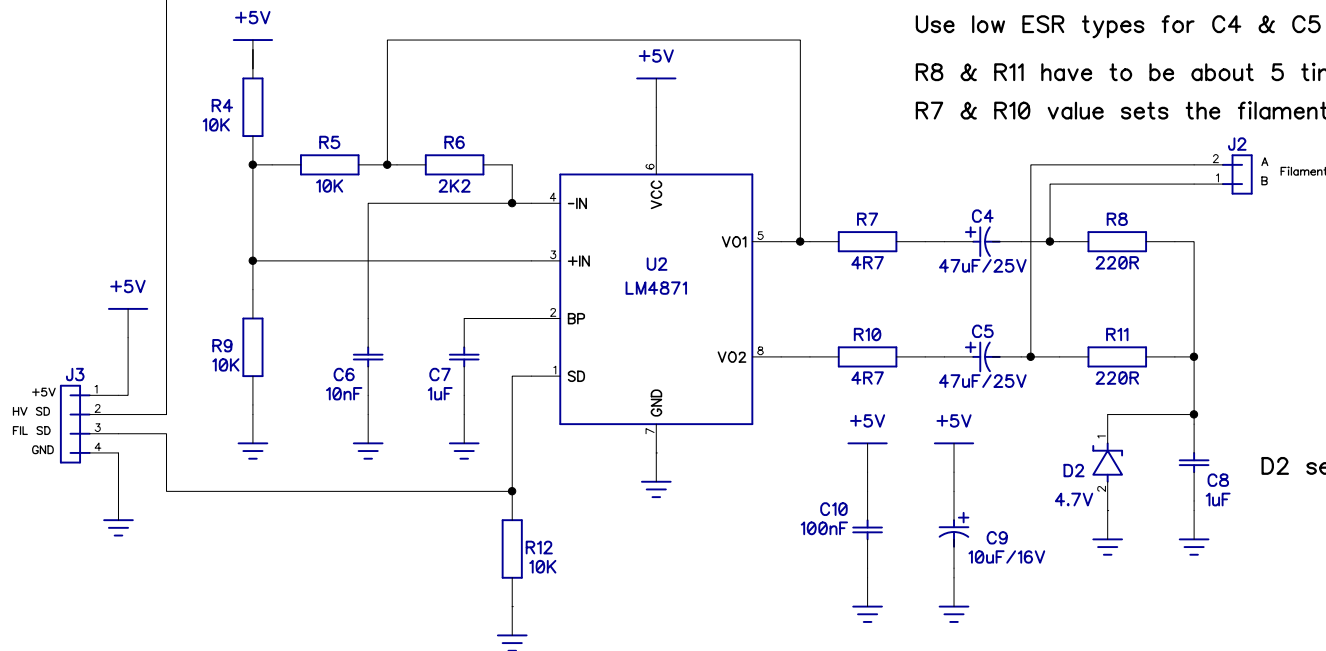 Use low ESR types for C4 & C5
R8 & R11 have to be about 5
R7 & R10 value sets the filament
+5V
R4
10K
R5
10K
R6
2K2
+5V
6
VCC
4
-IN
3
+IN
2
BP
1
SD
U2
LM4871
VO1
5
VO2
8
GND
7
R7
4R7
C4
+
47uF/25V
R8
220R
J2
2
1
A
B
Filament
R10
4R7
C5
+
47uF/25V
R11
220R
R9
10K
C6
10nF
C7
1uF
+5V
J3
+5V
1
HV SD
2
FIL SD
3
GND
4
R12
10K
+5V
C10
100nF
+5V
+
C9
10uF/16V
1
D2
4.7V
2
C8
1uF
D2